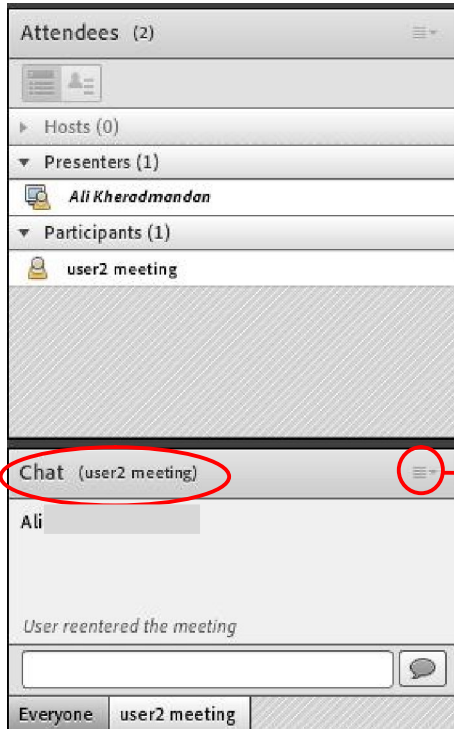 Attendees (2)
Hosts (0)
Presenters (1)
Ali Kheradmandan
Participants (1)
user2 meeting
Chat (user2 meeting)
Ali
User reentered the meeting
Everyone user2 meeting